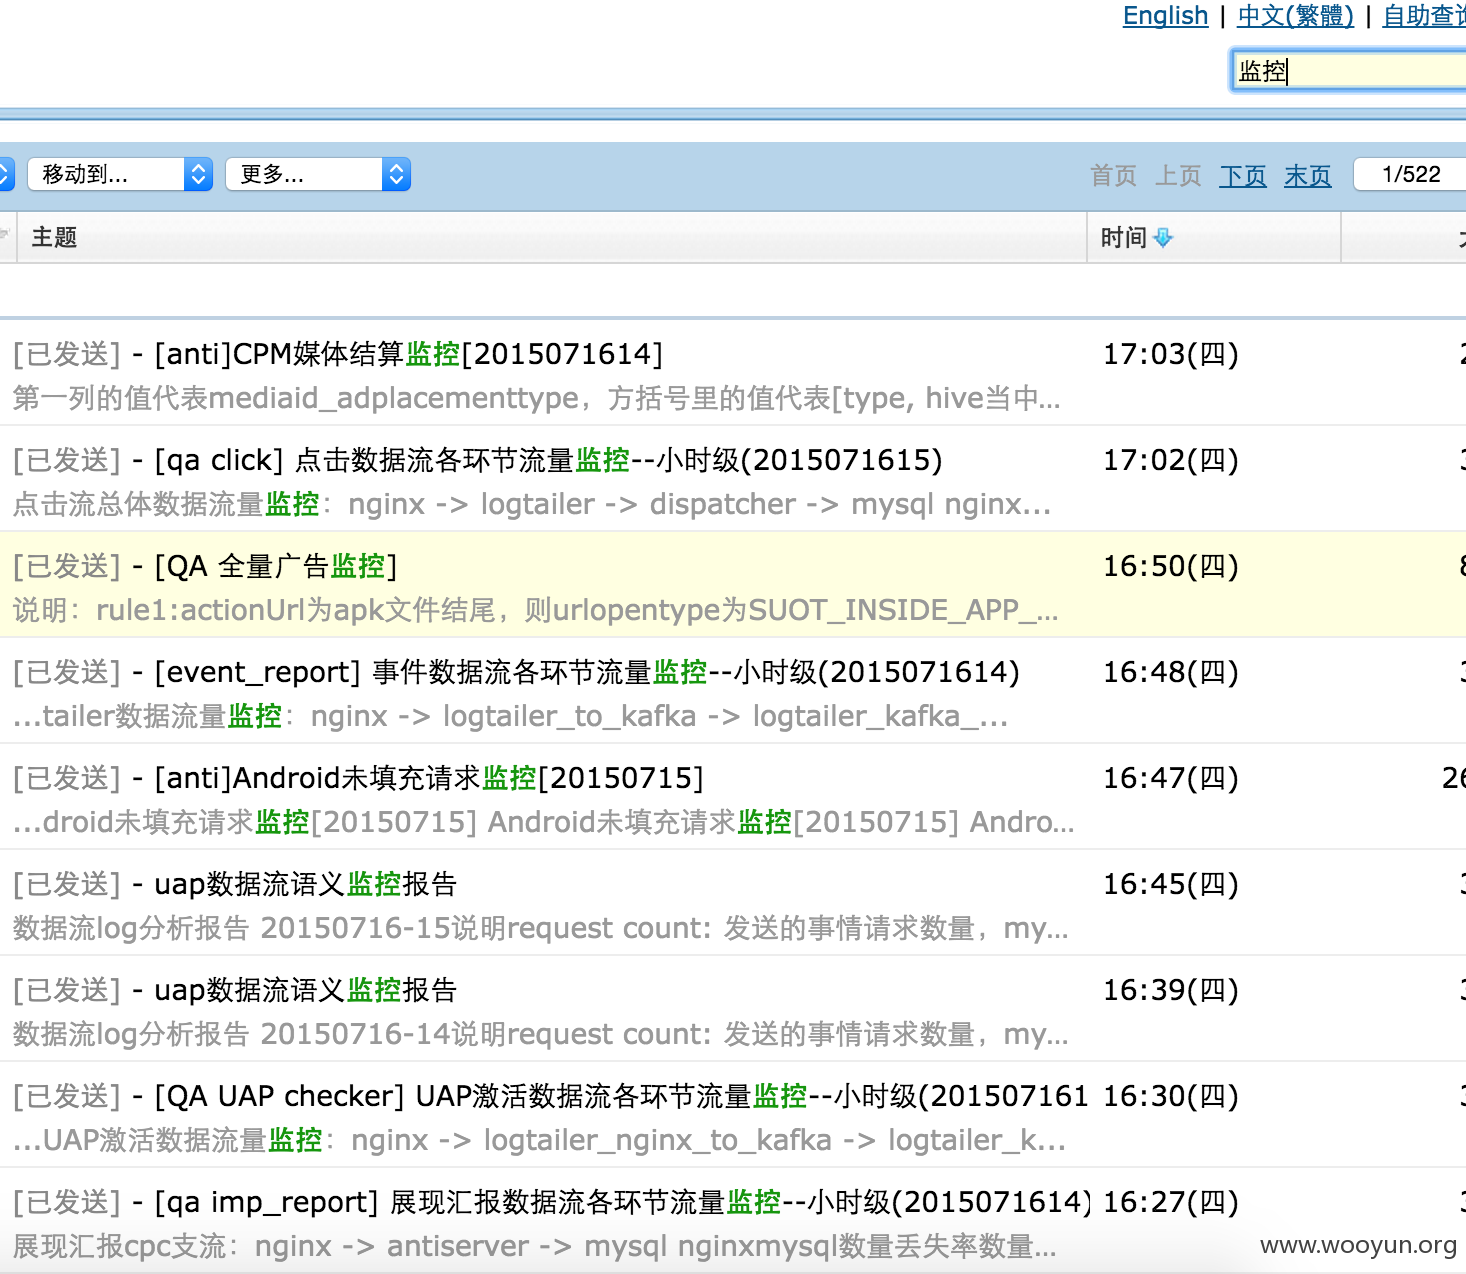 English | 中文(繁體) | 自助查询
监控
移动到... 更多... 首页 上页 下页 末页 1/522
主题 时间
[已发送] - [anti]CPM媒体结算监控[2015071614] 17:03(四)
第一列的值代表mediaid_adplacementtype，方括号里的值代表[type, hive当中...
[已发送] - [qa click] 点击数据流各环节流量监控--小时级(2015071615) 17:02(四)
点击流总体数据流量监控：nginx -> logtailer -> dispatcher -> mysql nginx...
[已发送] - [QA 全量广告监控] 16:50(四)
说明：rule1:actionUrl为apk文件结尾，则urlopentype为SUOT_INSIDE_APP_...
[已发送] - [event_report] 事件数据流各环节流量监控--小时级(2015071614) 16:48(四)
...tailer数据流量监控：nginx -> logtailer_to_kafka -> logtailer_kafka_...
[已发送] - [anti]Android未填充请求监控[20150715] 16:47(四) 26
...droid未填充请求监控[20150715] Android未填充请求监控[20150715] Andro...
[已发送] - uap数据流语义监控报告 16:45(四)
数据流log分析报告 20150716-15说明request count: 发送的事情请求数量，my...
[已发送] - uap数据流语义监控报告 16:39(四)
数据流log分析报告 20150716-14说明request count: 发送的事情请求数量，my...
[已发送] - [QA UAP checker] UAP激活数据流各环节流量监控--小时级(201507161 16:30(四)
...UAP激活数据流量监控：nginx -> logtailer_nginx_to_kafka -> logtailer_k...
[已发送] - [qa imp_report] 展现汇报数据流各环节流量监控--小时级(2015071614) 16:27(四)
展现汇报cpc支流：nginx -> antiserver -> mysql nginxmysql数量丢失率数量...
www.wooyun.org